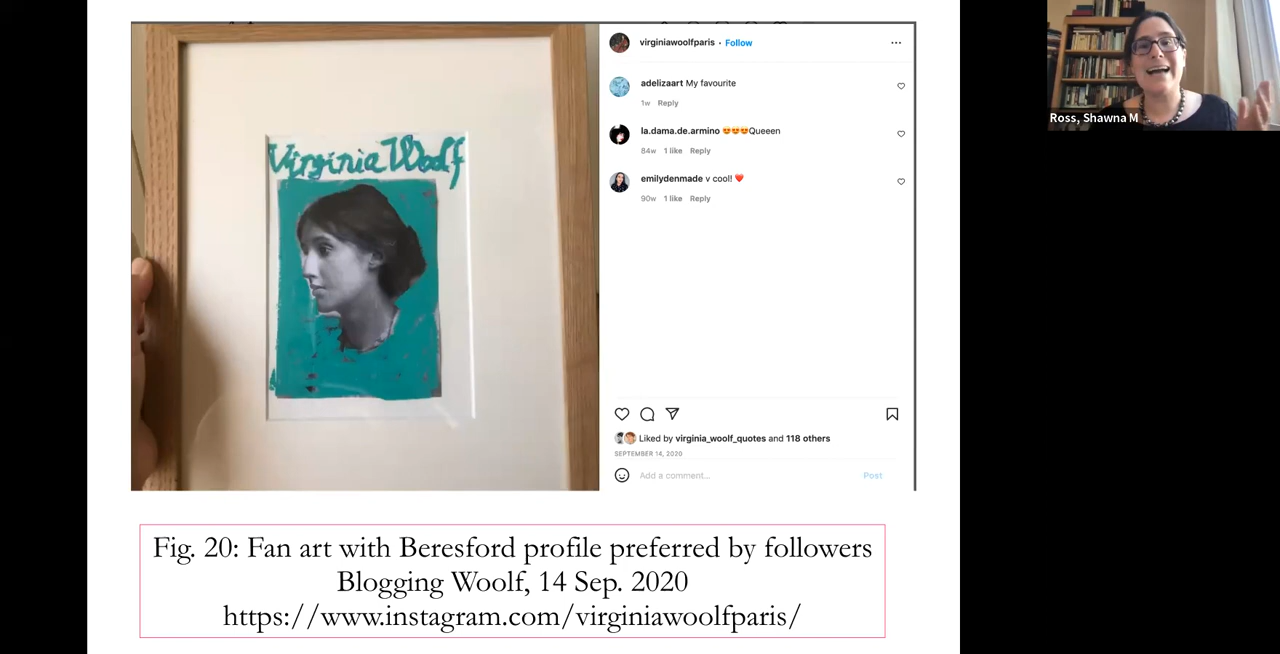 Virginia Woolf
virginiawoolfparis • Follow
adelizaart My favourite
1w Reply
la.dama.de.armino 😍😍😍Queeen
84w 1 like Reply
emilydenmade v cool! ❤️
90w 1 like Reply
Liked by virginia_woolf_quotes and 118 others
SEPTEMBER 14, 2020
Add a comment...
Post
Fig. 20: Fan art with Beresford profile preferred by followers
Blogging Woolf, 14 Sep. 2020
https://www.instagram.com/virginiawoolfparis/
Ross, Shawna M